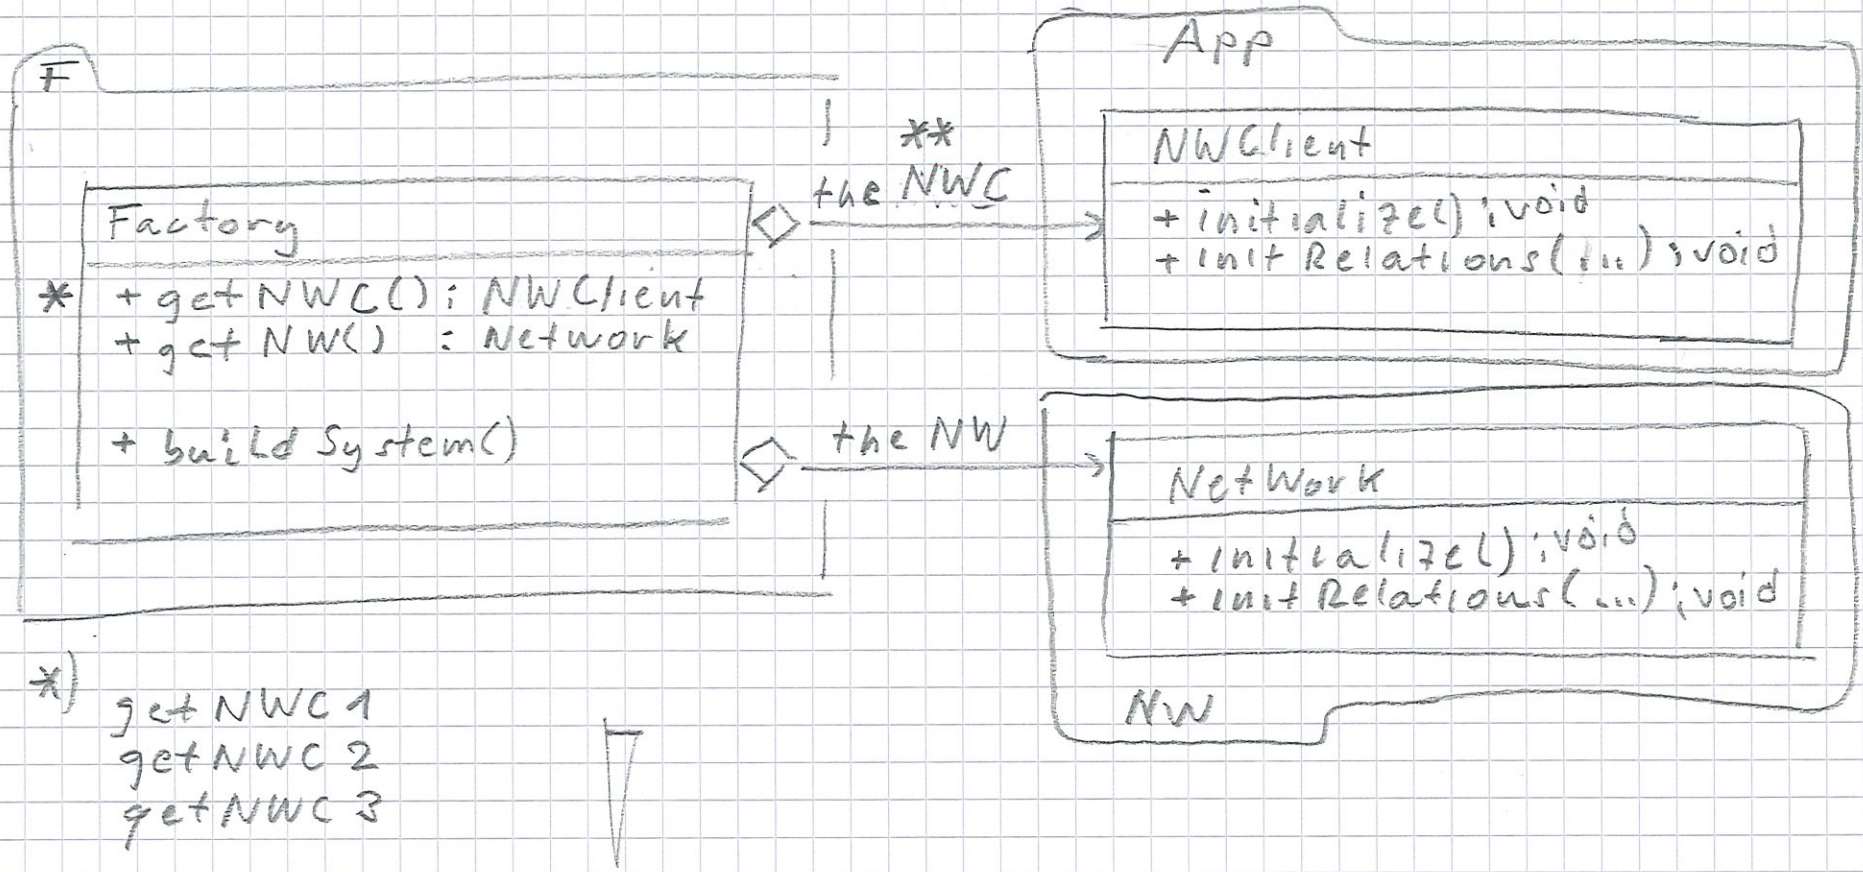 F
Factory
* + getNWC() : NWClient
+ getNW() : Network
+ build System()
**
the NWC
the NW
App
NWClient
+ initialize() : void
+ init Relations(...) : void
NetWork
+ initialize() : void
+ init Relations(...) : void
NW
*)
getNWC 1
getNWC 2
getNWC 3